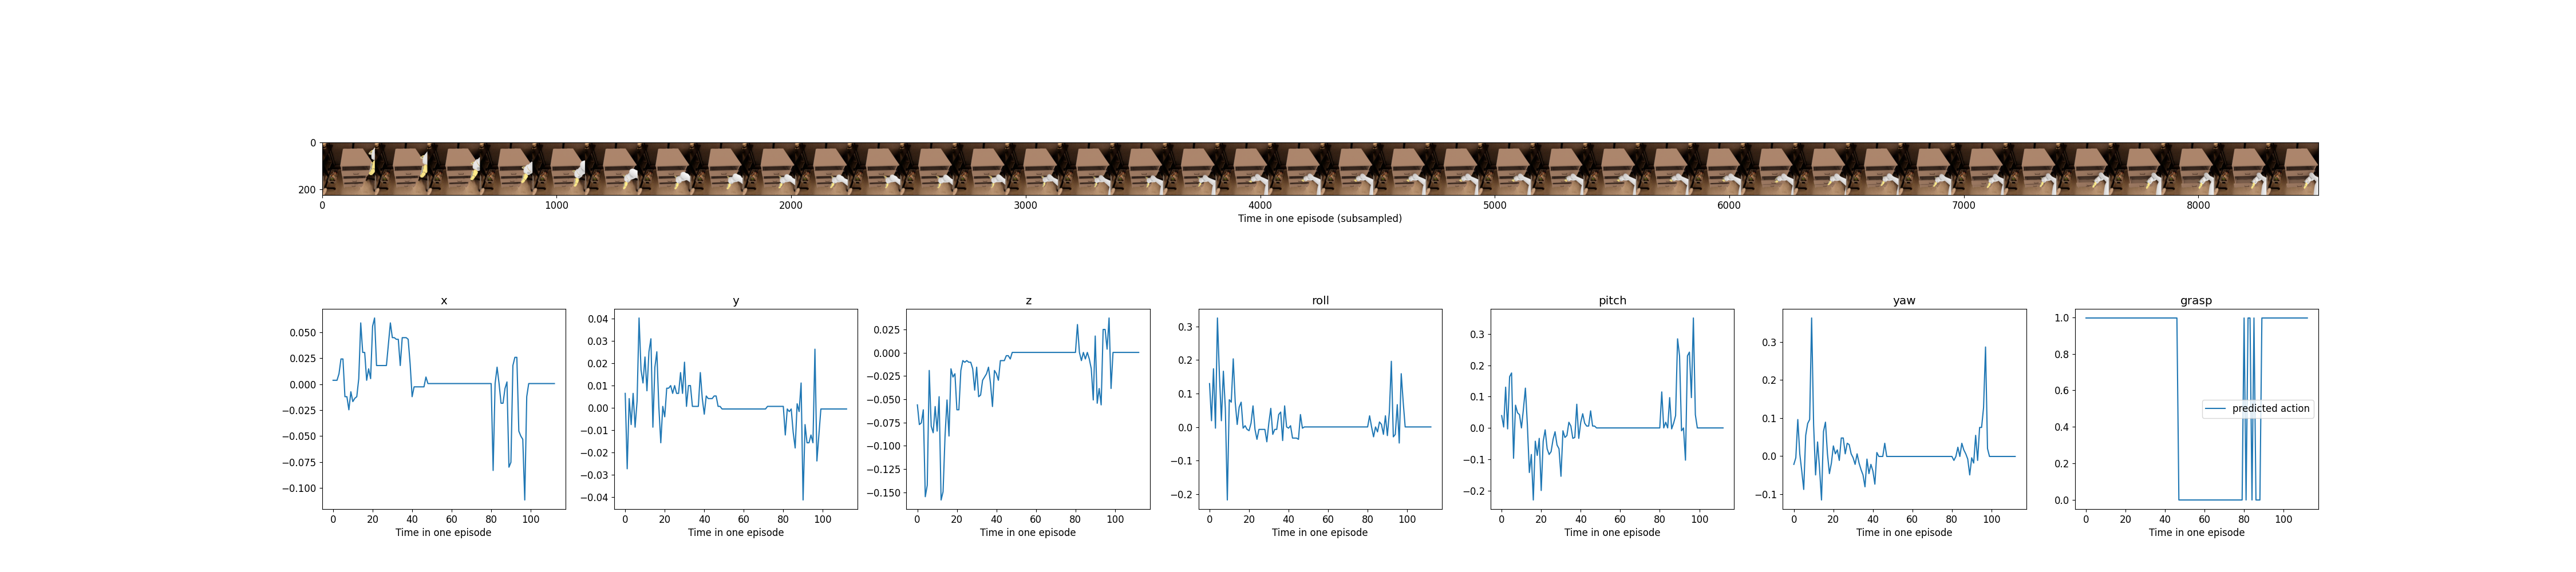 0
200
0 1000 2000 3000 4000 5000 6000 7000 8000
Time in one episode (subsampled)
x
0.050
0.025
0.000
−0.025
−0.050
−0.075
−0.100
0 20 40 60 80 100
Time in one episode
y
0.04
0.03
0.02
0.01
0.00
−0.01
−0.02
−0.03
−0.04
0 20 40 60 80 100
Time in one episode
z
0.025
0.000
−0.025
−0.050
−0.075
−0.100
−0.125
−0.150
0 20 40 60 80 100
Time in one episode
roll
0.3
0.2
0.1
0.0
−0.1
−0.2
0 20 40 60 80 100
Time in one episode
pitch
0.3
0.2
0.1
0.0
−0.1
−0.2
0 20 40 60 80 100
Time in one episode
yaw
0.3
0.2
0.1
0.0
−0.1
0 20 40 60 80 100
Time in one episode
grasp
1.0
0.8
0.6
0.4
0.2
0.0
predicted action
0 20 40 60 80 100
Time in one episode